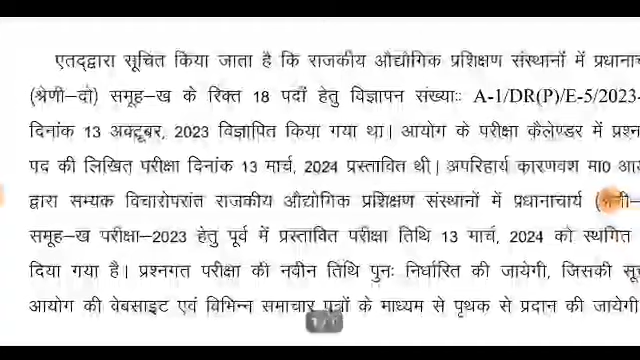 एतद्द्वारा सूचित किया जाता है कि राजकीय औद्योगिक प्रशिक्षण संस्थानों में
(श्रेणी–दो) समूह–ख के रिक्त 18 पदों हेतु विज्ञापन संख्याः A-1/DR(P)/E-5/2023-
दिनांक 13 अक्टूबर, 2023 विज्ञापित किया गया था। आयोग के परीक्षा कैलेण्डर में
पद की लिखित परीक्षा दिनांक 13 मार्च, 2024 प्रस्तावित थी। अपरिहार्य कारणवश मा0
द्वारा सम्यक विचारोपरांत राजकीय औद्योगिक प्रशिक्षण संस्थानों में प्रधानाचार्य
समूह–ख परीक्षा–2023 हेतु पूर्व में प्रस्तावित परीक्षा तिथि 13 मार्च, 2024 को स्थगित
दिया गया है। प्रश्नगत परीक्षा की नवीन तिथि पुनः निर्धारित की जायेगी, जिसकी
आयोग की वेबसाइट एवं विभिन्न समाचार पत्रों के माध्यम से पृथक से प्रदान की जायेगी